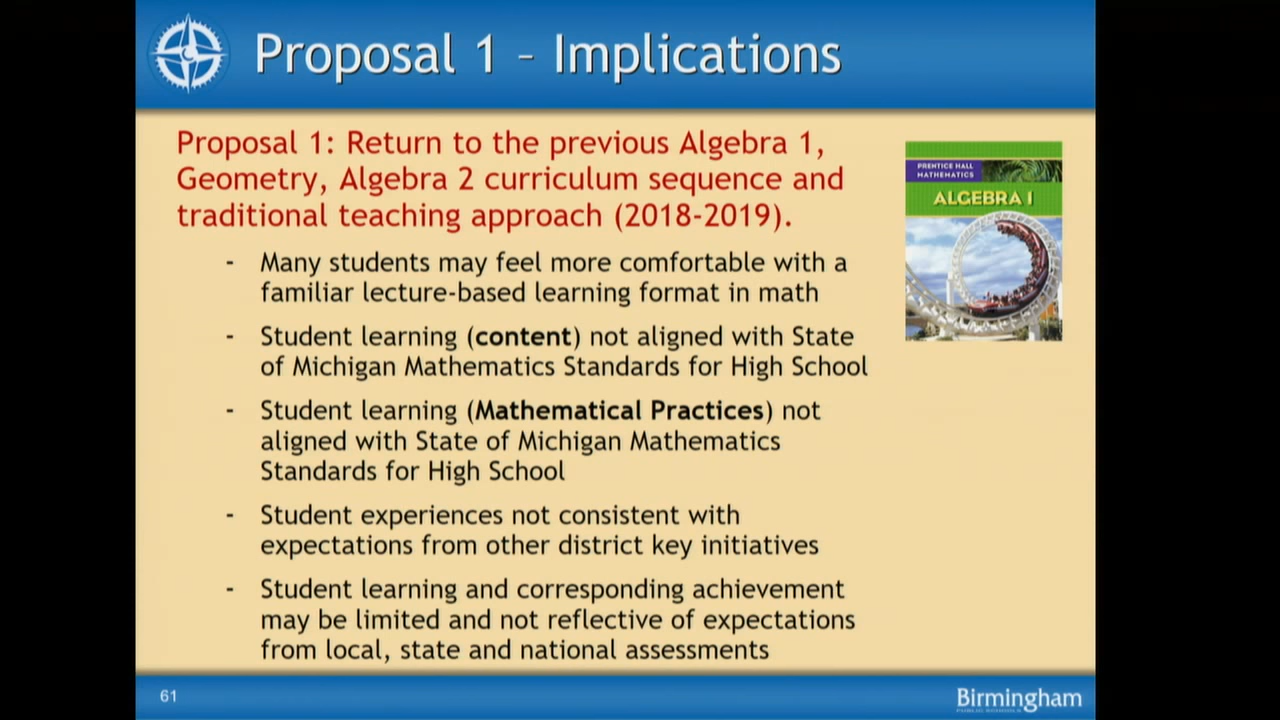 Proposal 1 – Implications
Proposal 1: Return to the previous Algebra 1,
Geometry, Algebra 2 curriculum sequence and
traditional teaching approach (2018-2019).
PRENTICE HALL
MATHEMATICS
ALGEBRA 1
- Many students may feel more comfortable with a
familiar lecture-based learning format in math
- Student learning (content) not aligned with State
of Michigan Mathematics Standards for High School
- Student learning (Mathematical Practices) not
aligned with State of Michigan Mathematics
Standards for High School
- Student experiences not consistent with
expectations from other district key initiatives
- Student learning and corresponding achievement
may be limited and not reflective of expectations
from local, state and national assessments
61
Birmingham
PUBLIC SCHOOLS